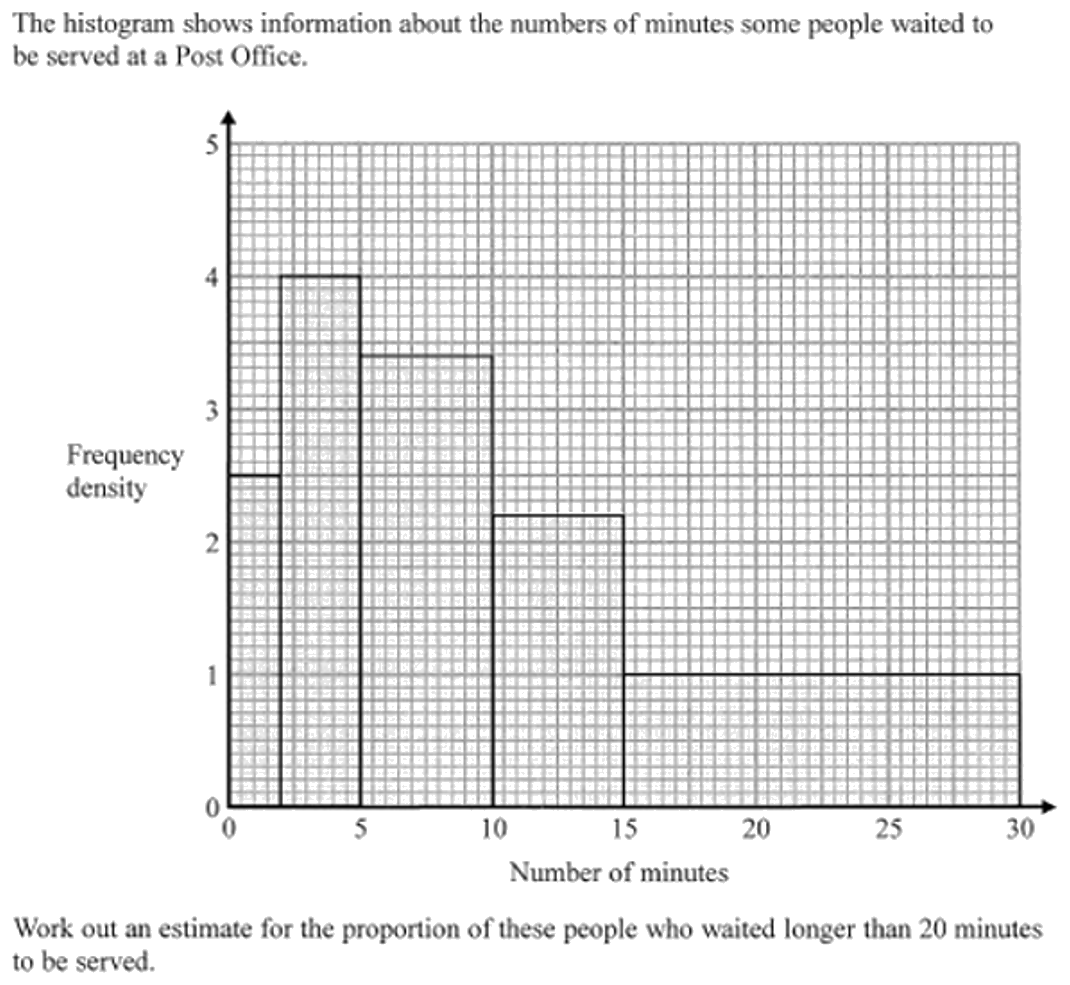 The histogram shows information about the numbers of minutes some people waited to
be served at a Post Office.
5
4
3
Frequency
density
2
1
0
0 5 10 15 20 25 30
Number of minutes
Work out an estimate for the proportion of these people who waited longer than 20 minutes
to be served.